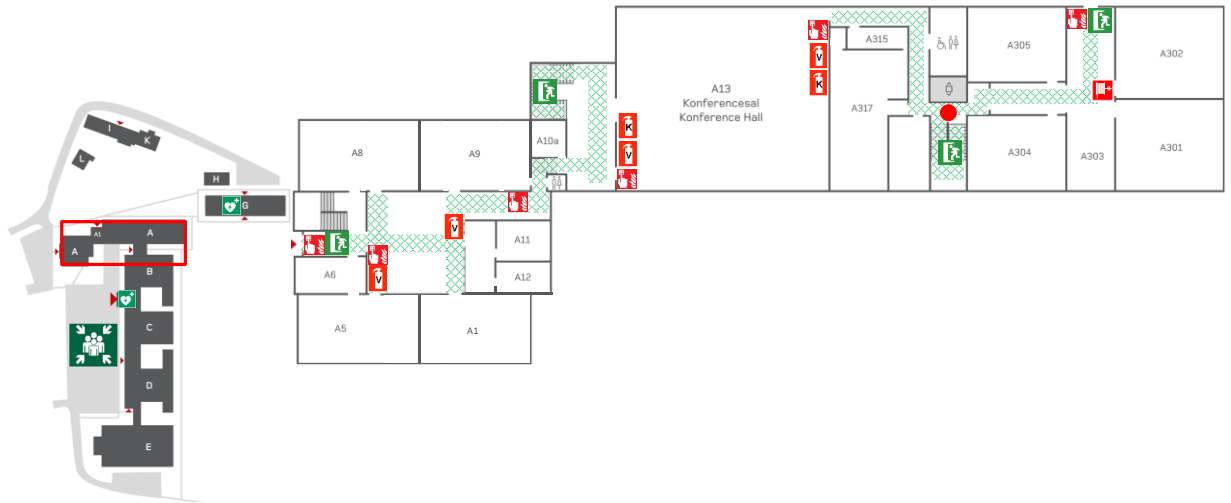 I
K
L
H
G
A1
A
A
B
C
D
E
A8
A9
A10a
A11
A12
A6
A5
A1
A13
Konferencesal
Konference Hall
K
V
V
K
V
V
A315
A317
A305
A302
A304
A303
A301